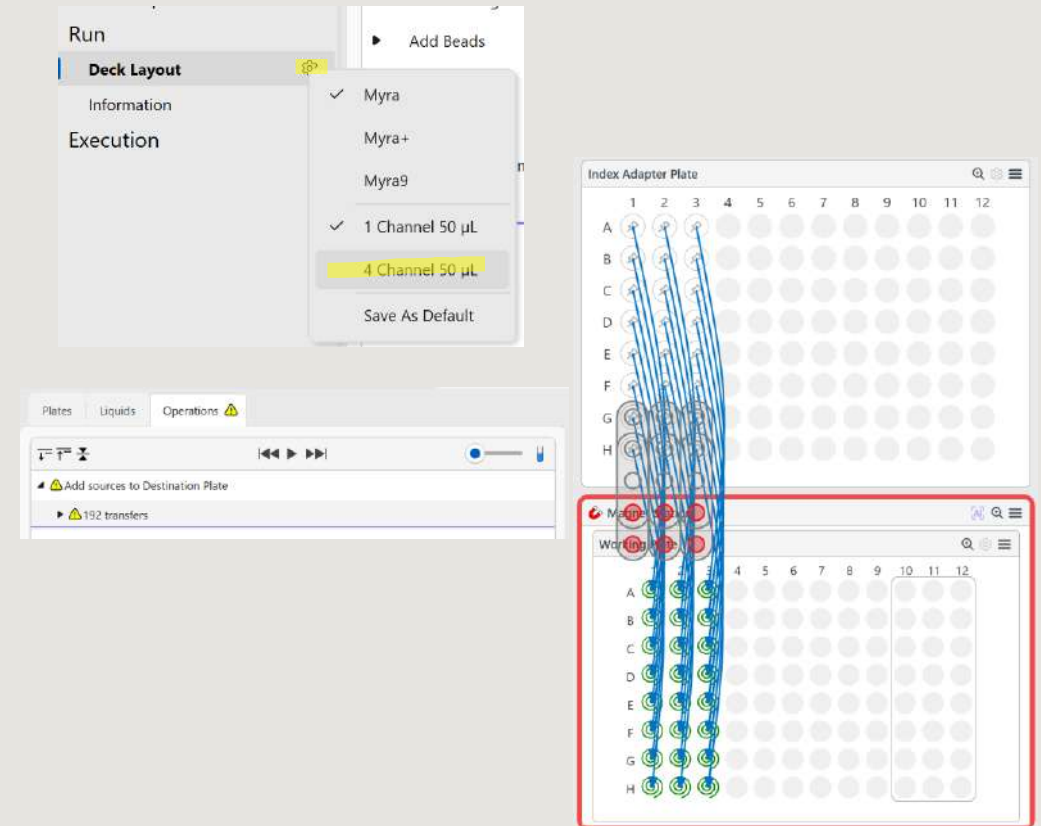 Run
Deck Layout
Information
Execution
Add Beads
Myra
Myra+
Myra9
1 Channel 50 µL
4 Channel 50 µL
Save As Default
Plates Liquids Operations
Add sources to Destination Plate
192 transfers
Index Adapter Plate
1 2 3 4 5 6 7 8 9 10 11 12
A
B
C
D
E
F
G
H
Working
2 3 4 5 6 7 8 9 10 11 12
A
B
C
D
E
F
G
H